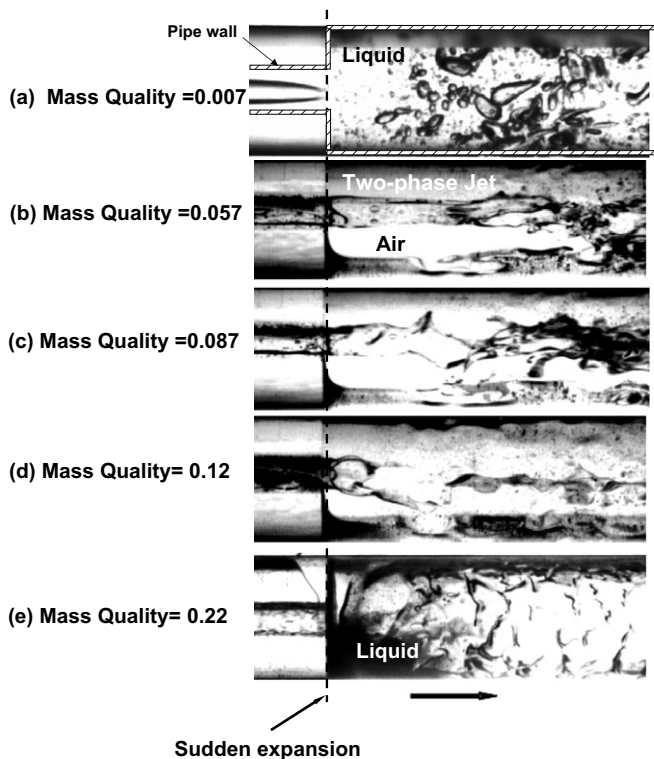 Pipe wall
Liquid
(a) Mass Quality =0.007
Two-phase Jet
(b) Mass Quality =0.057
Air
(c) Mass Quality =0.087
(d) Mass Quality= 0.12
(e) Mass Quality= 0.22
Liquid
Sudden expansion